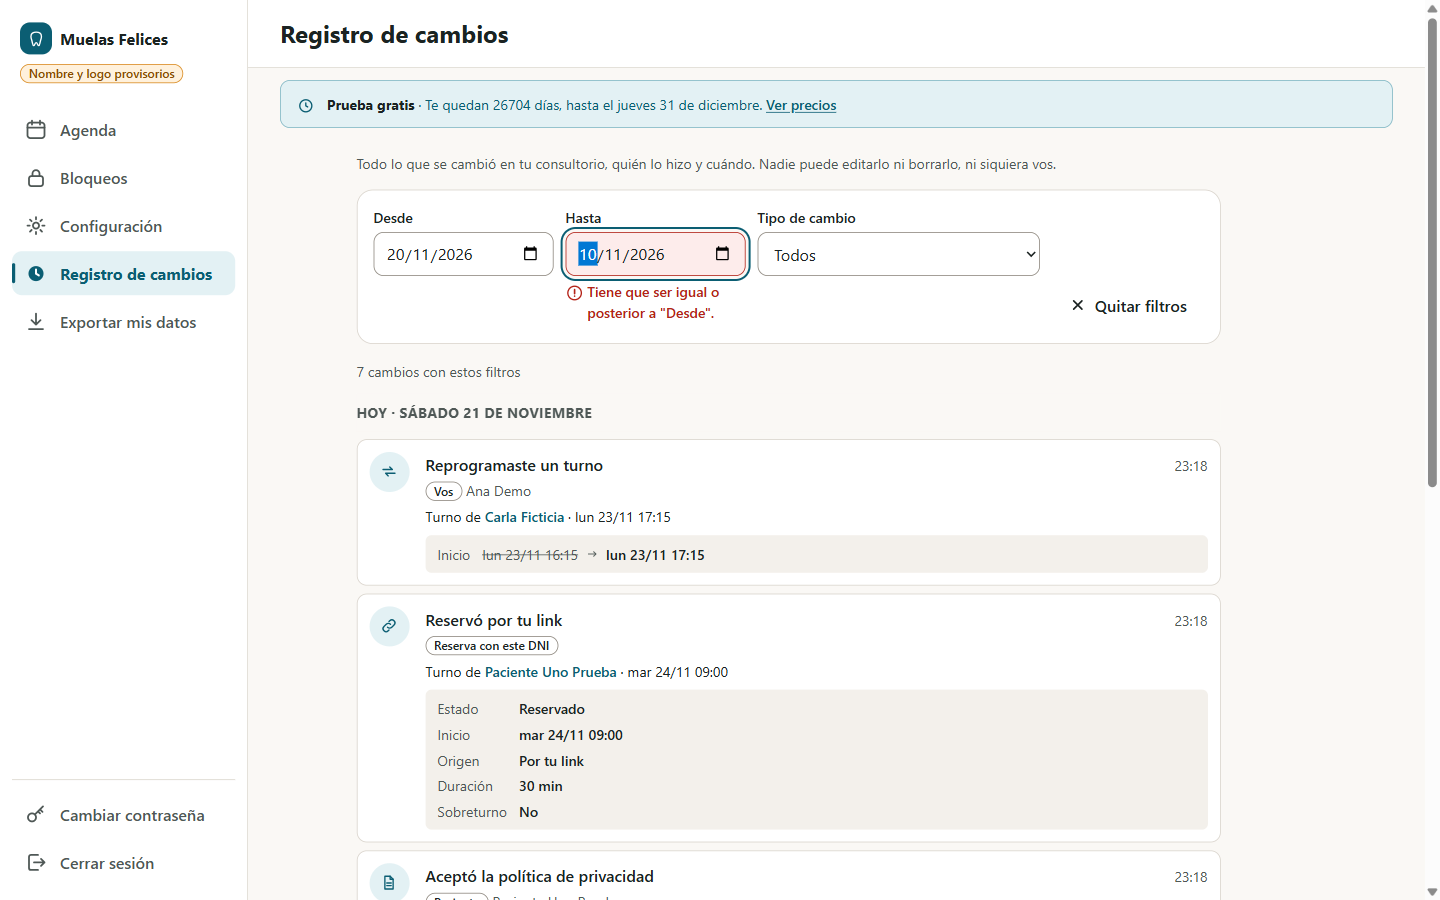 Muelas Felices
Nombre y logo provisorios
Agenda
Bloqueos
Configuración
Registro de cambios
Exportar mis datos
Cambiar contraseña
Cerrar sesión
Registro de cambios
Prueba gratis · Te quedan 26704 días, hasta el jueves 31 de diciembre. Ver precios
Todo lo que se cambió en tu consultorio, quién lo hizo y cuándo. Nadie puede editarlo ni borrarlo, ni siquiera vos.
Desde
20/11/2026
Hasta
10/11/2026
Tiene que ser igual o
posterior a "Desde".
Tipo de cambio
Todos
Quitar filtros
7 cambios con estos filtros
HOY · SÁBADO 21 DE NOVIEMBRE
Reprogramaste un turno 23:18
Vos Ana Demo
Turno de Carla Ficticia · lun 23/11 17:15
Inicio lun 23/11 16:15 → lun 23/11 17:15
Reservó por tu link 23:18
Reserva con este DNI
Turno de Paciente Uno Prueba · mar 24/11 09:00
Estado Reservado
Inicio mar 24/11 09:00
Origen Por tu link
Duración 30 min
Sobreturno No
Aceptó la política de privacidad 23:18